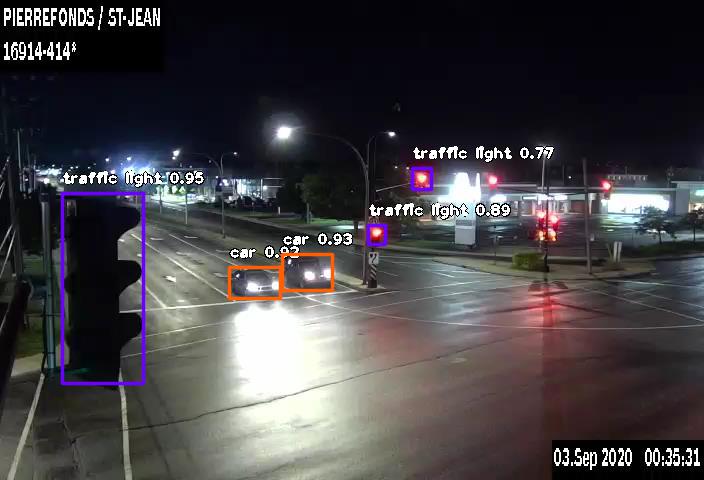 PIERREFONDS / ST-JEAN
16914-414*
traffic light 0.77
traffic light 0.95
traffic light 0.89
car 0.93
car 0.92
03.Sep 2020 00:35:31